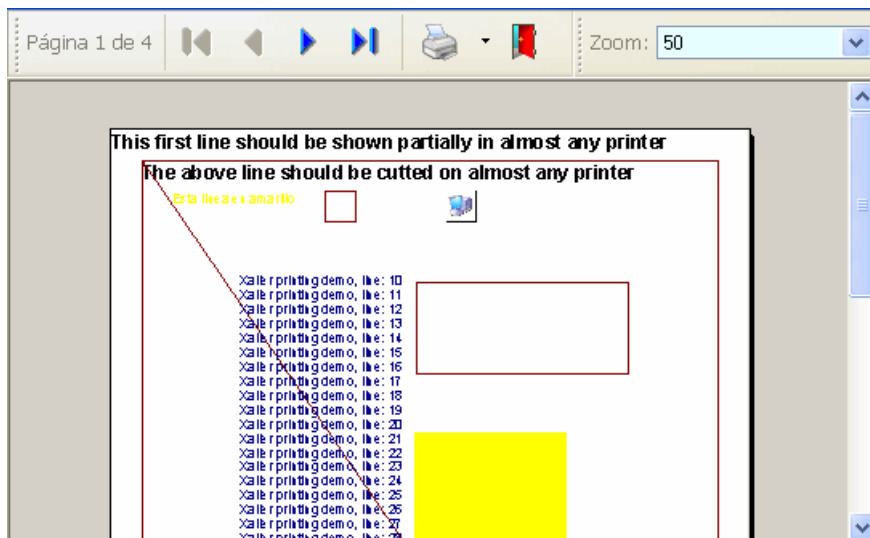 Página 1 de 4
Zoom: 50
This first line should be shown partially in almost any printer
The above line should be cutted on almost any printer
Esta linea en amarillo
Xailer printing demo, line: 10
Xailer printing demo, line: 11
Xailer printing demo, line: 12
Xailer printing demo, line: 13
Xailer printing demo, line: 14
Xailer printing demo, line: 15
Xailer printing demo, line: 16
Xailer printing demo, line: 17
Xailer printing demo, line: 18
Xailer printing demo, line: 19
Xailer printing demo, line: 20
Xailer printing demo, line: 21
Xailer printing demo, line: 22
Xailer printing demo, line: 23
Xailer printing demo, line: 24
Xailer printing demo, line: 25
Xailer printing demo, line: 26
Xailer printing demo, line: 27
Xailer printing demo, line: 28